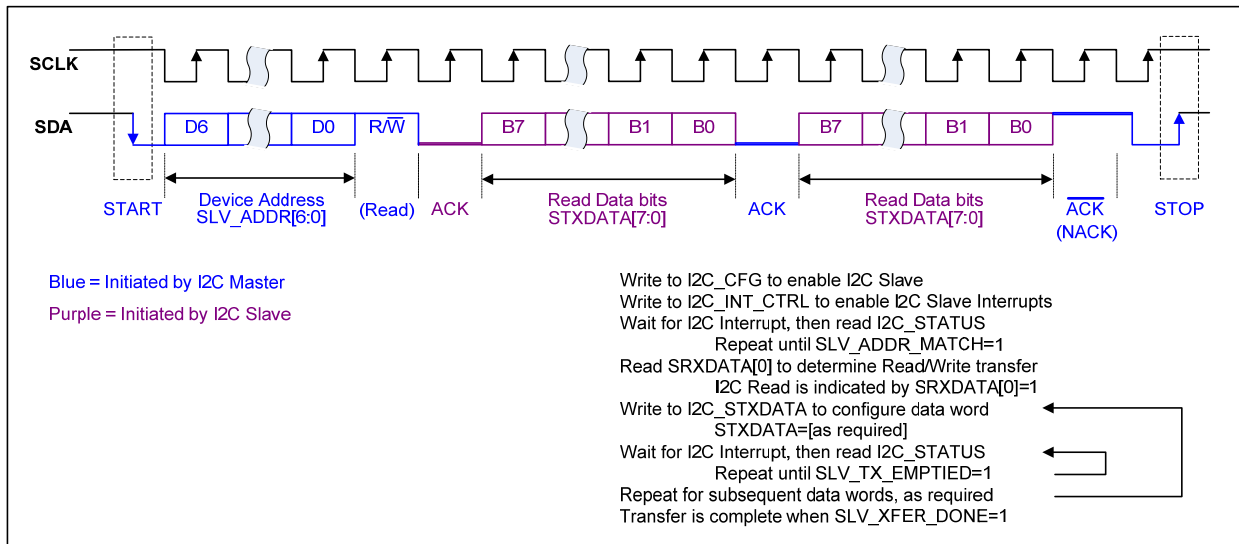 SCLK
SDA
D6 D0 R/W B7 B1 B0 B7 B1 B0
START
Device Address
SLV_ADDR[6:0]
(Read)
ACK
Read Data bits
STXDATA[7:0]
ACK
Read Data bits
STXDATA[7:0]
ACK
(NACK)
STOP
Blue = Initiated by I2C Master
Purple = Initiated by I2C Slave
Write to I2C_CFG to enable I2C Slave
Write to I2C_INT_CTRL to enable I2C Slave Interrupts
Wait for I2C Interrupt, then read I2C_STATUS
Repeat until SLV_ADDR_MATCH=1
Read SRXDATA[0] to determine Read/Write transfer
I2C Read is indicated by SRXDATA[0]=1
Write to I2C_STXDATA to configure data word
STXDATA=[as required]
Wait for I2C Interrupt, then read I2C_STATUS
Repeat until SLV_TX_EMPTIED=1
Repeat for subsequent data words, as required
Transfer is complete when SLV_XFER_DONE=1